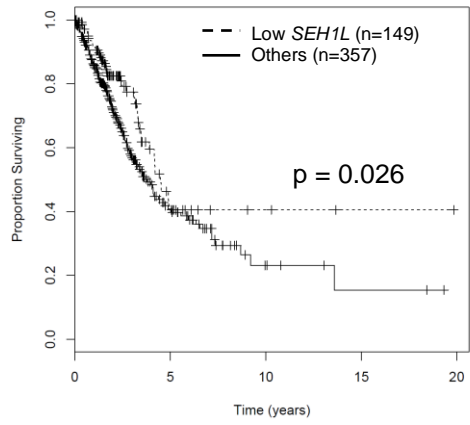 Low SEH1L (n=149)
Others (n=357)
p = 0.026
Proportion Surviving
1.0
0.8
0.6
0.4
0.2
0.0
0 5 10 15 20
Time (years)